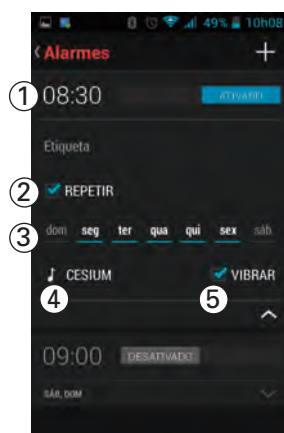 49% 10h08
Alarmes
1 08:30 ATIVADO
Etiqueta
2 REPETIR
3 dom seg ter qua qui sex sáb
CESIUM VIBRAR
4 5
09:00 DESATIVADO
SÁB, DOM